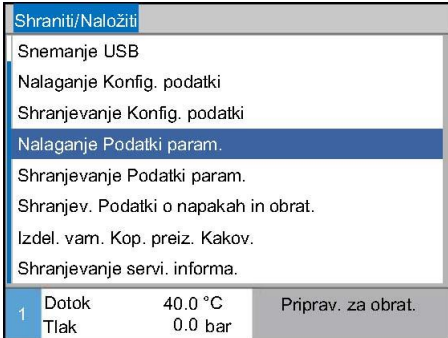 Shraniti/Naložiti
Snemanje USB
Nalaganje Konfig. podatki
Shranjevanje Konfig. podatki
Nalaganje Podatki param.
Shranjevanje Podatki param.
Shranjev. Podatki o napakah in obrat.
Izdel. varn. Kop. preiz. Kakov.
Shranjevanje servi. informa.
1 Dotok 40.0 °C Priprav. za obrat.
Tlak 0.0 bar